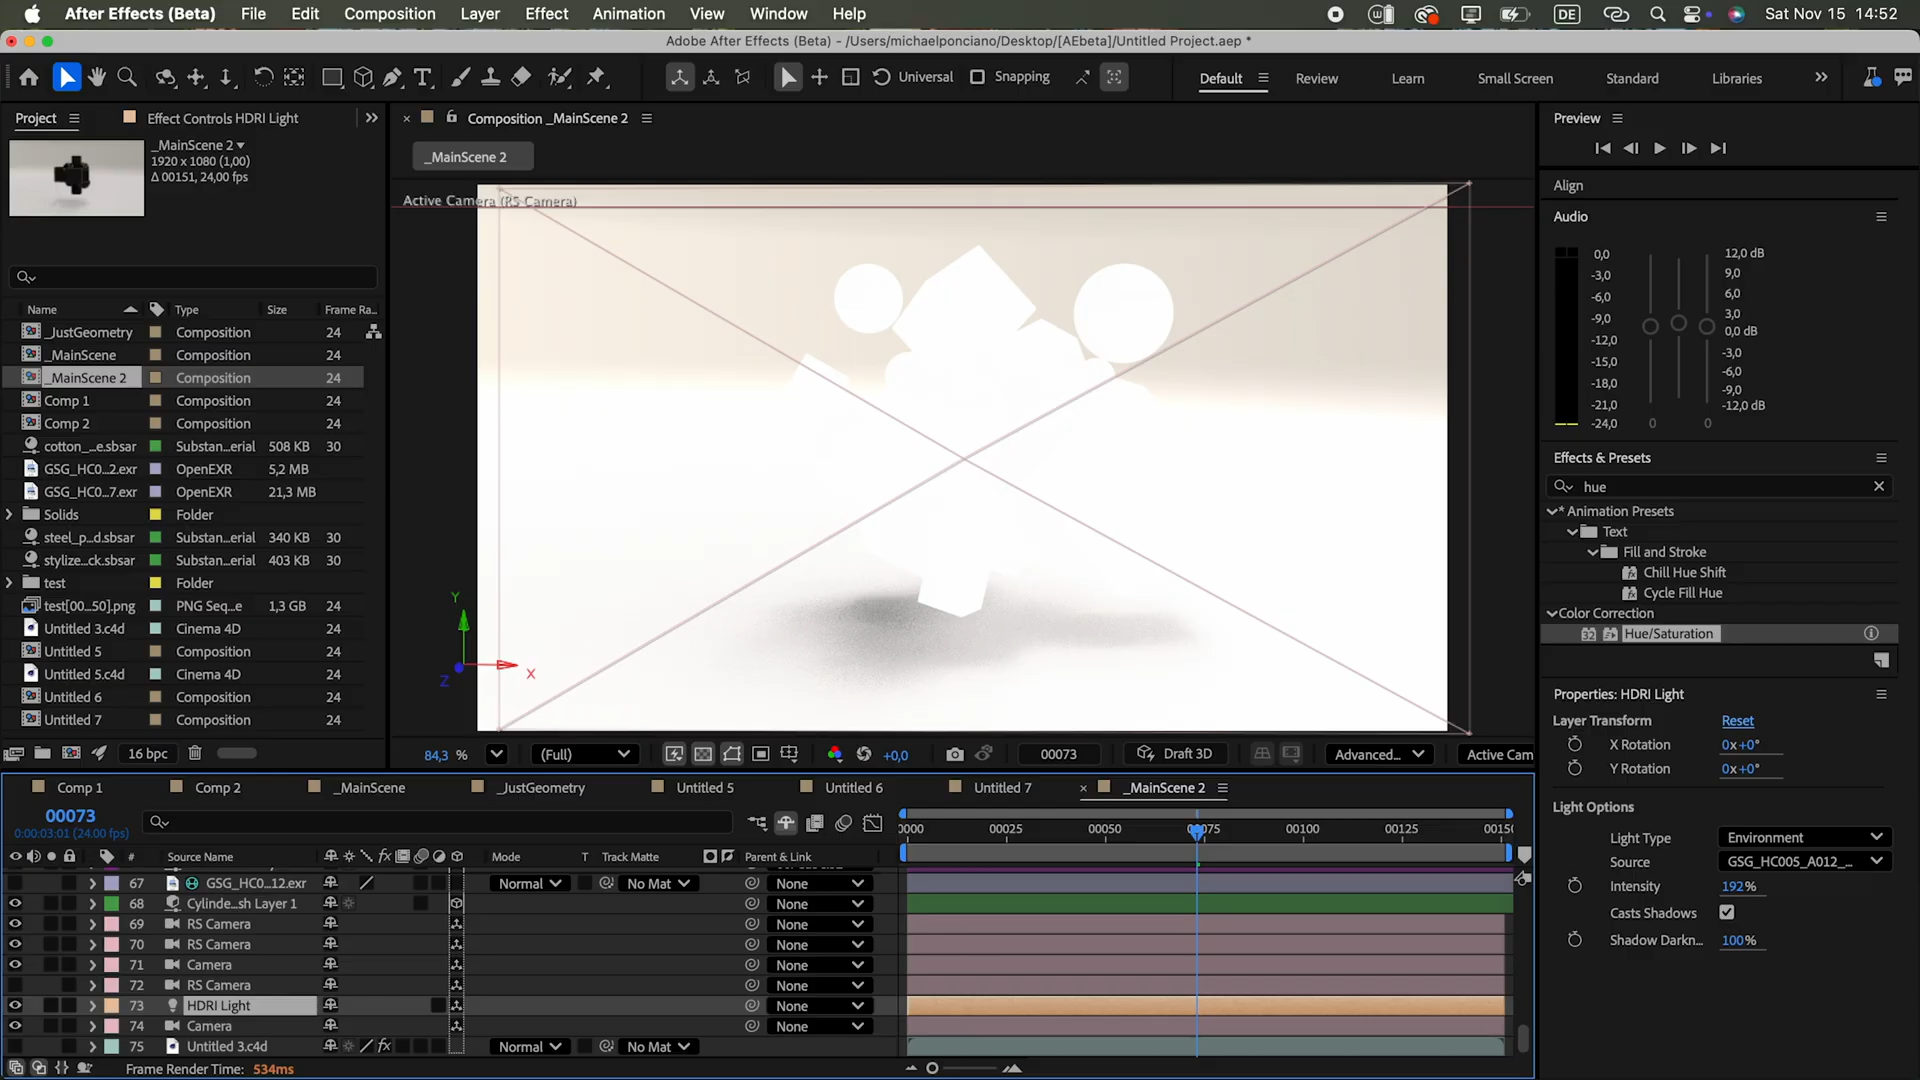 After Effects (Beta) File Edit Composition Layer Effect Animation View Window Help DE Sat Nov 15 14:52
Adobe After Effects (Beta) - /Users/michaelponciano/Desktop/[AEbeta]/Untitled Project.aep *
Universal Snapping Default Review Learn Small Screen Standard Libraries
Project Effect Controls HDRI Light
_MainScene 2
1920 x 1080 (1,00)
Δ 00151, 24,00 fps
Name Type Size Frame Ra...
_JustGeometry Composition 24
_MainScene Composition 24
_MainScene 2 Composition 24
Comp 1 Composition 24
Comp 2 Composition 24
cotton_...e.sbsar Substan...erial 508 KB 30
GSG_HC0...2.exr OpenEXR 5,2 MB
GSG_HC0...7.exr OpenEXR 21,3 MB
Solids Folder
steel_p...d.sbsar Substan...erial 340 KB 30
stylize...ck.sbsar Substan...erial 403 KB 30
test Folder
test[00...50].png PNG Seq...e 1,3 GB 24
Untitled 3.c4d Cinema 4D 24
Untitled 5 Composition 24
Untitled 5.c4d Cinema 4D 24
Untitled 6 Composition 24
Untitled 7 Composition 24
16 bpc
Composition _MainScene 2
_MainScene 2
Active Camera (RS Camera)
Y
X
Z
84,3 % (Full) +0,0 00073 Draft 3D Advanced... Active Cam
Preview
Align
Audio
0,0 12,0 dB
-3,0 9,0
-6,0 6,0
-9,0 3,0
-12,0 0,0 dB
-15,0 -3,0
-18,0 -6,0
-21,0 -9,0
-24,0 -12,0 dB
0 0
Effects & Presets
hue
* Animation Presets
Text
Fill and Stroke
Chill Hue Shift
Cycle Fill Hue
Color Correction
32 Hue/Saturation
Properties: HDRI Light
Layer Transform Reset
X Rotation 0x+0°
Y Rotation 0x+0°
Light Options
Light Type Environment
Source GSG_HC005_A012_...
Intensity 192%
Casts Shadows
Shadow Darkn... 100%
Comp 1 Comp 2 _MainScene _JustGeometry Untitled 5 Untitled 6 Untitled 7 _MainScene 2
00073
0:00:03:01 (24.00 fps)
0000 00025 00050 00075 00100 00125 0015
# Source Name fx Mode T Track Matte Parent & Link
67 GSG_HC0...12.exr Normal No Mat None
68 Cylinde...sh Layer 1 None
69 RS Camera None
70 RS Camera None
71 Camera None
72 RS Camera None
73 HDRI Light None
74 Camera None
75 Untitled 3.c4d fx Normal No Mat None
Frame Render Time: 534ms